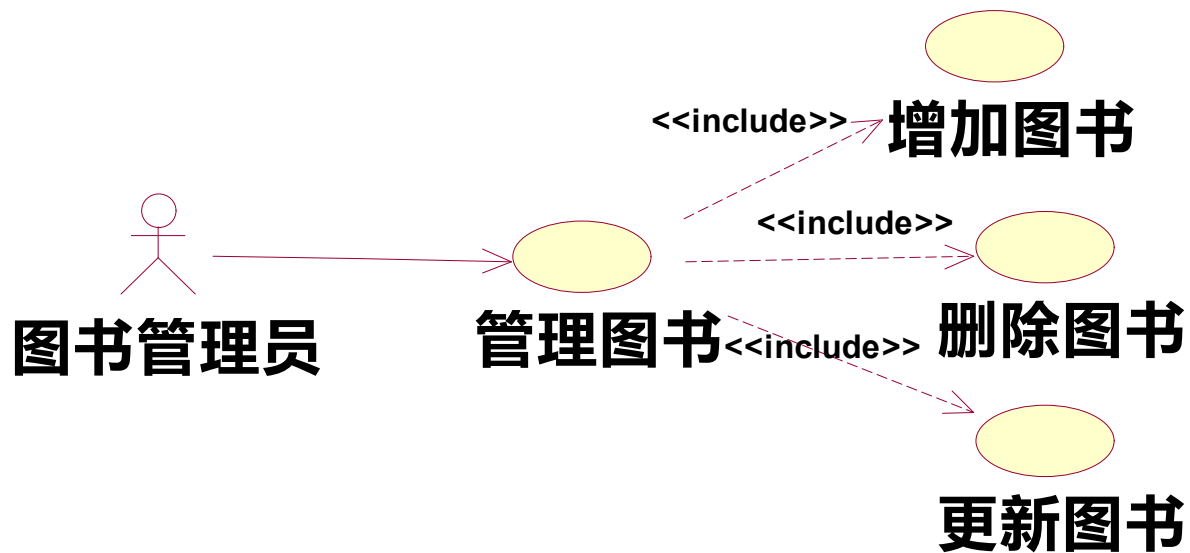 <<include>>
增加图书
<<include>>
图书管理员
管理图书
<<include>>
删除图书
更新图书